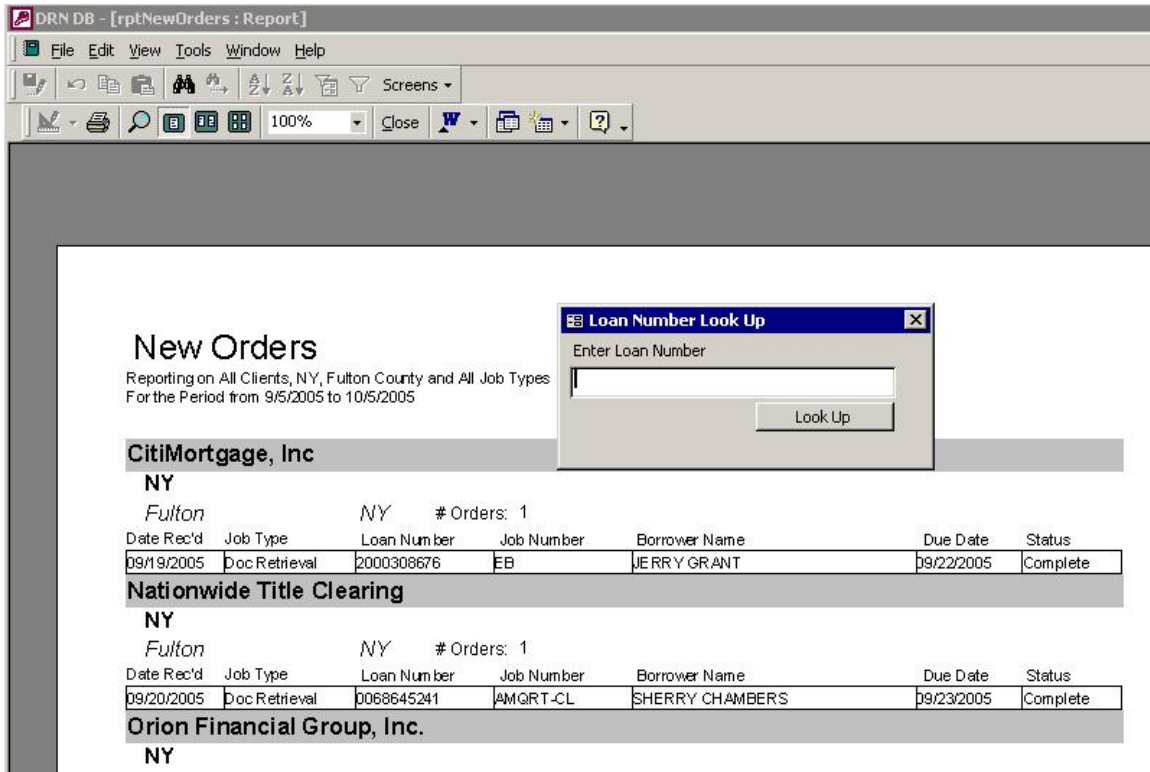 DRN DB - [rptNewOrders : Report]
File Edit View Tools Window Help
Screens
100% Close
Loan Number Look Up
Enter Loan Number
Look Up
New Orders
Reporting on All Clients, NY, Fulton County and All Job Types
For the Period from 9/5/2005 to 10/5/2005
CitiMortgage, Inc
NY
Fulton NY # Orders: 1
Date Rec'd Job Type Loan Number Job Number Borrower Name Due Date Status
09/19/2005 Doc Retrieval 2000308676 EB JERRY GRANT 09/22/2005 Complete
Nationwide Title Clearing
NY
Fulton NY # Orders: 1
Date Rec'd Job Type Loan Number Job Number Borrower Name Due Date Status
09/20/2005 Doc Retrieval 0068645241 AMQRT-CL SHERRY CHAMBERS 09/23/2005 Complete
Orion Financial Group, Inc.
NY